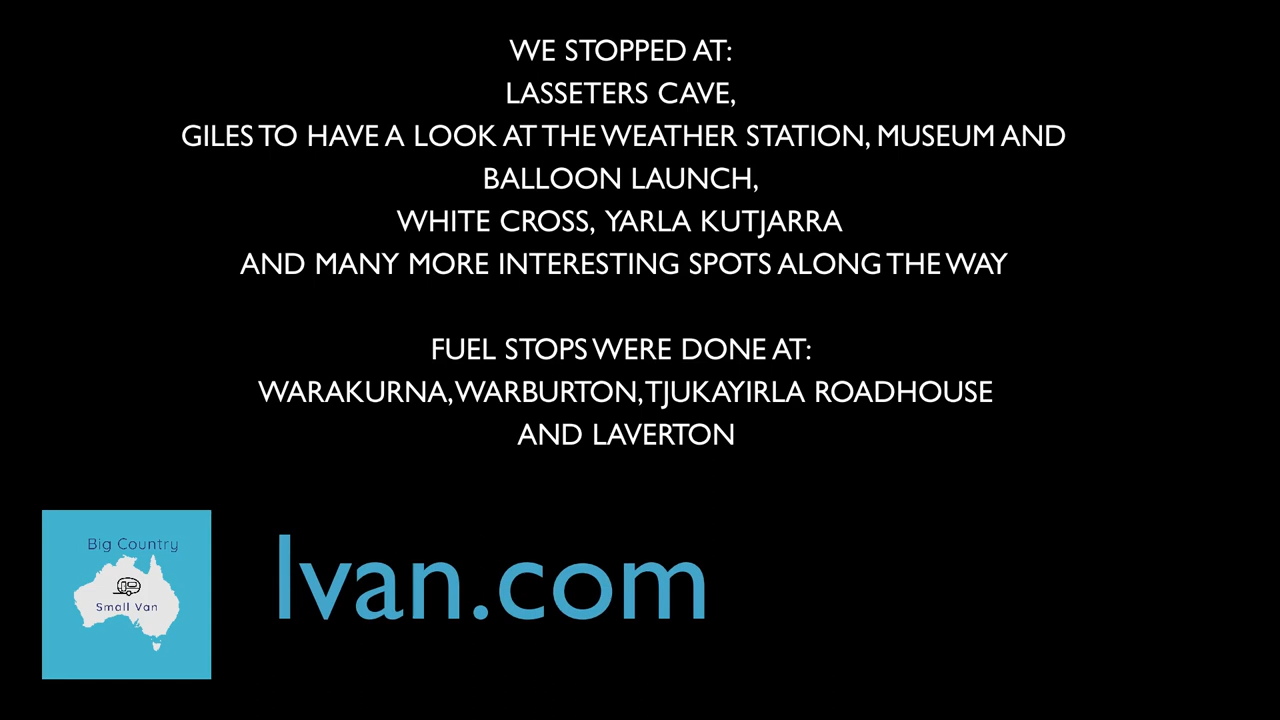 WE STOPPED AT:
LASSETERS CAVE,
GILES TO HAVE A LOOK AT THE WEATHER STATION, MUSEUM AND
BALLOON LAUNCH,
WHITE CROSS, YARLA KUTJARRA
AND MANY MORE INTERESTING SPOTS ALONG THE WAY
FUEL STOPS WERE DONE AT:
WARAKURNA,WARBURTON,TJUKAYIRLA ROADHOUSE
AND LAVERTON
Big Country
Small Van
lvan.com